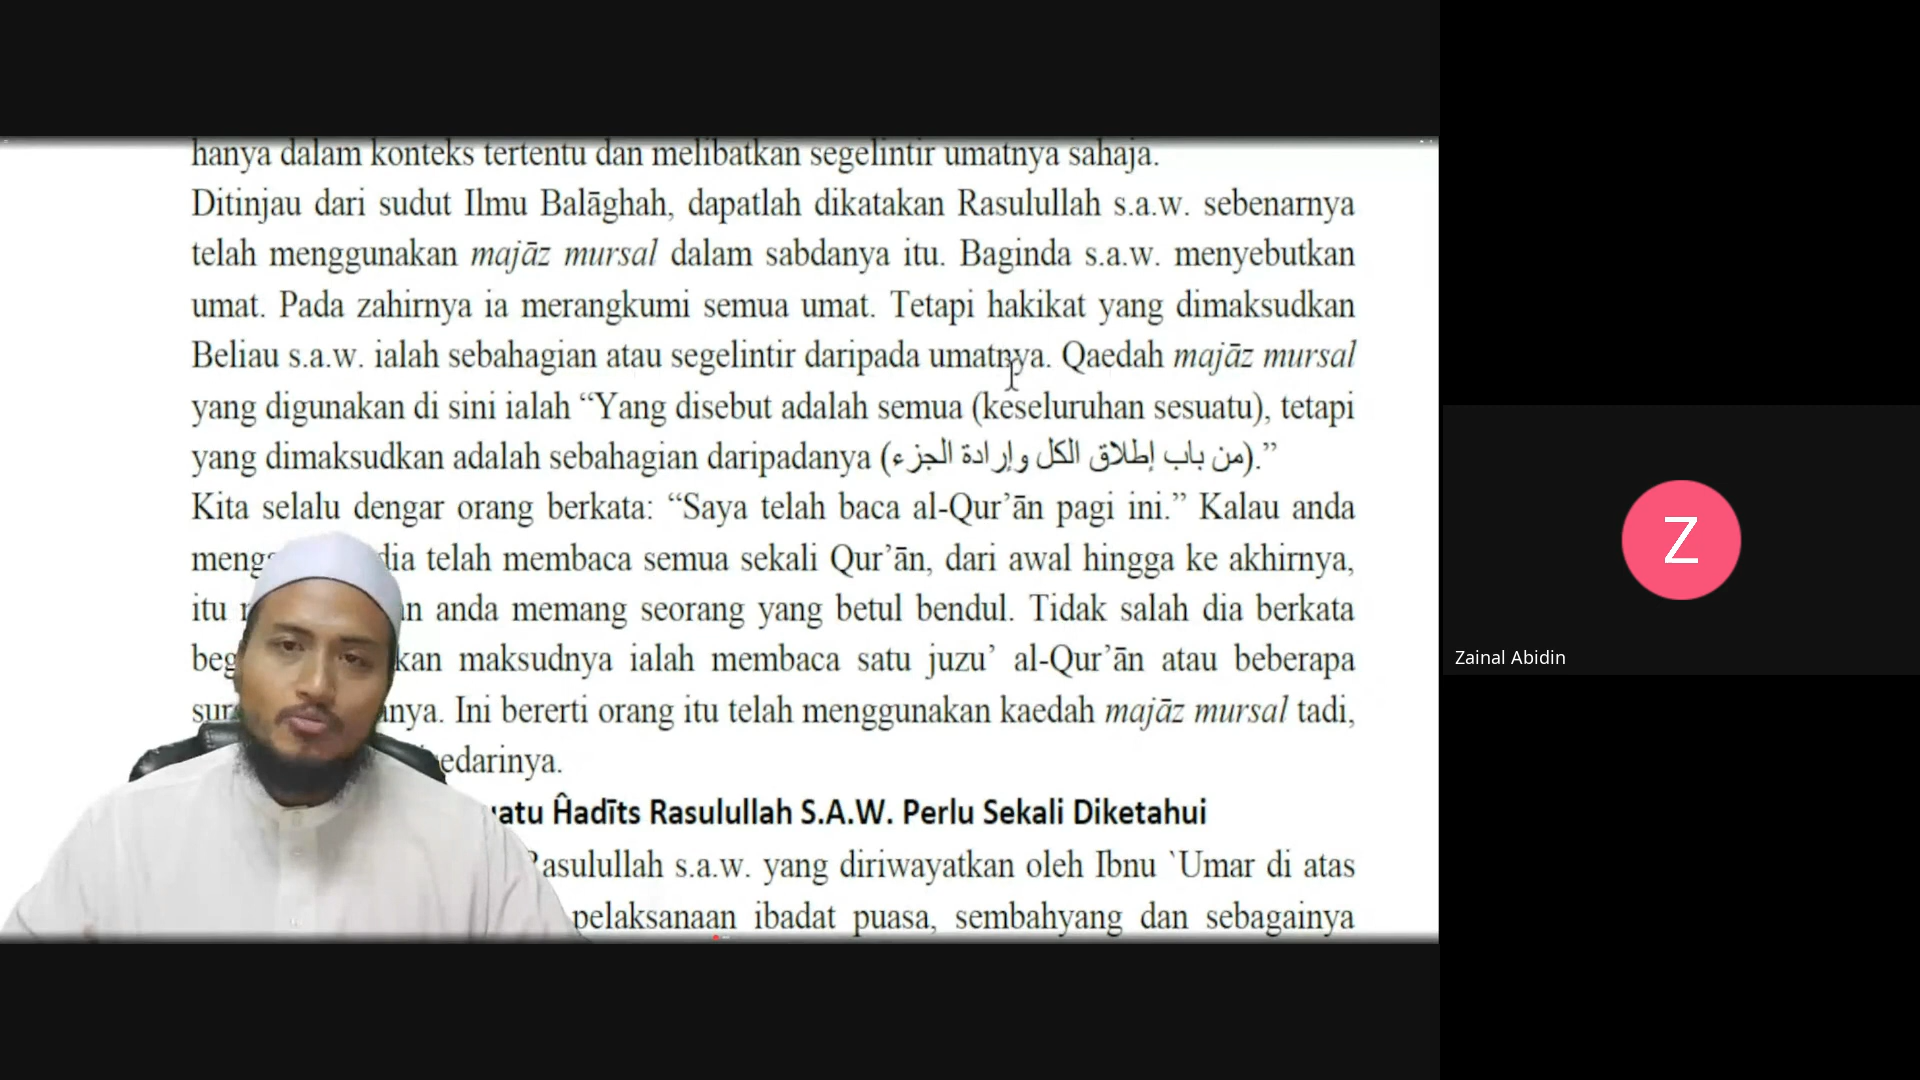 hanya dalam konteks tertentu dan melibatkan segelintir umatnya sahaja.
Ditinjau dari sudut Ilmu Balāghah, dapatlah dikatakan Rasulullah s.a.w. sebenarnya
telah menggunakan majāz mursal dalam sabdanya itu. Baginda s.a.w. menyebutkan
umat. Pada zahirnya ia merangkumi semua umat. Tetapi hakikat yang dimaksudkan
Beliau s.a.w. ialah sebahagian atau segelintir daripada umatnya. Qaedah majāz mursal
yang digunakan di sini ialah “Yang disebut adalah semua (keseluruhan sesuatu), tetapi
yang dimaksudkan adalah sebahagian daripadanya (من باب إطلاق الكل وإرادة الجزء).”
Kita selalu dengar orang berkata: “Saya telah baca al-Qur’ān pagi ini.” Kalau anda
dia telah membaca semua sekali Qur’ān, dari awal hingga ke akhirnya,
itu anda memang seorang yang betul bendul. Tidak salah dia berkata
maksudnya ialah membaca satu juzu’ al-Qur’ān atau beberapa
Ini bererti orang itu telah menggunakan kaedah majāz mursal tadi,
Ĥadīts Rasulullah S.A.W. Perlu Sekali Diketahui
Rasulullah s.a.w. yang diriwayatkan oleh Ibnu `Umar di atas
pelaksanaan ibadat puasa, sembahyang dan sebagainya
Z
Zainal Abidin